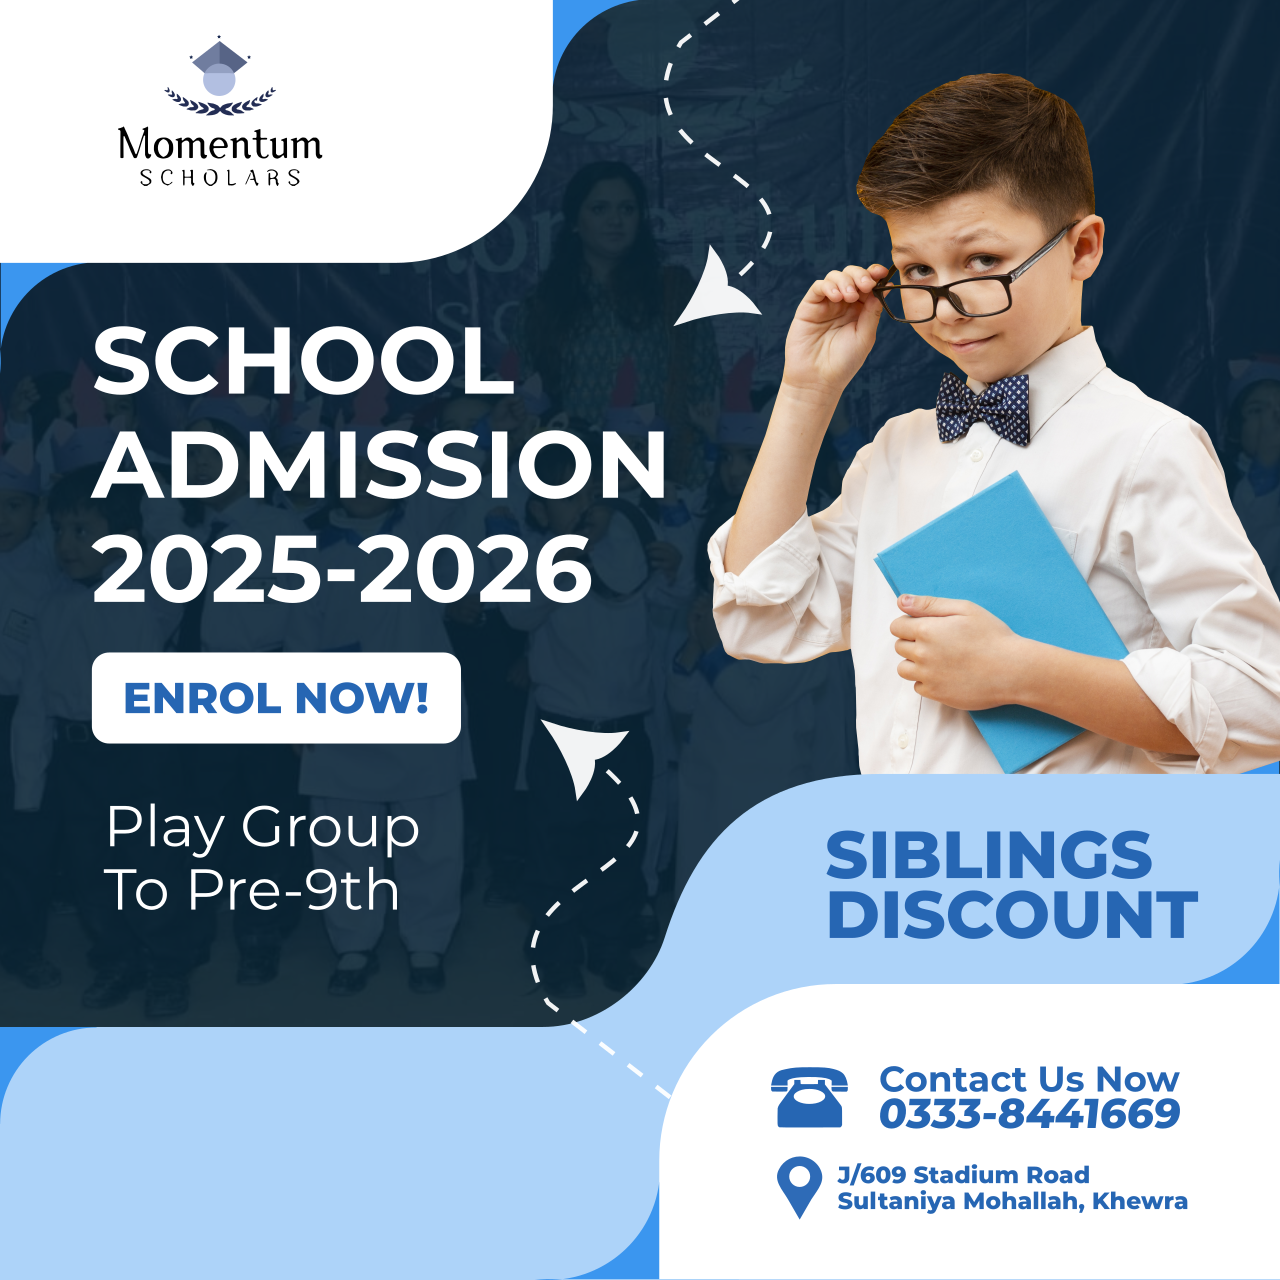 Momentum
SCHOLARS
SCHOOL
ADMISSION
2025-2026
ENROL NOW!
Play Group
To Pre-9th
SIBLINGS
DISCOUNT
Contact Us Now
0333-8441669
J/609 Stadium Road
Sultaniya Mohallah, Khewra